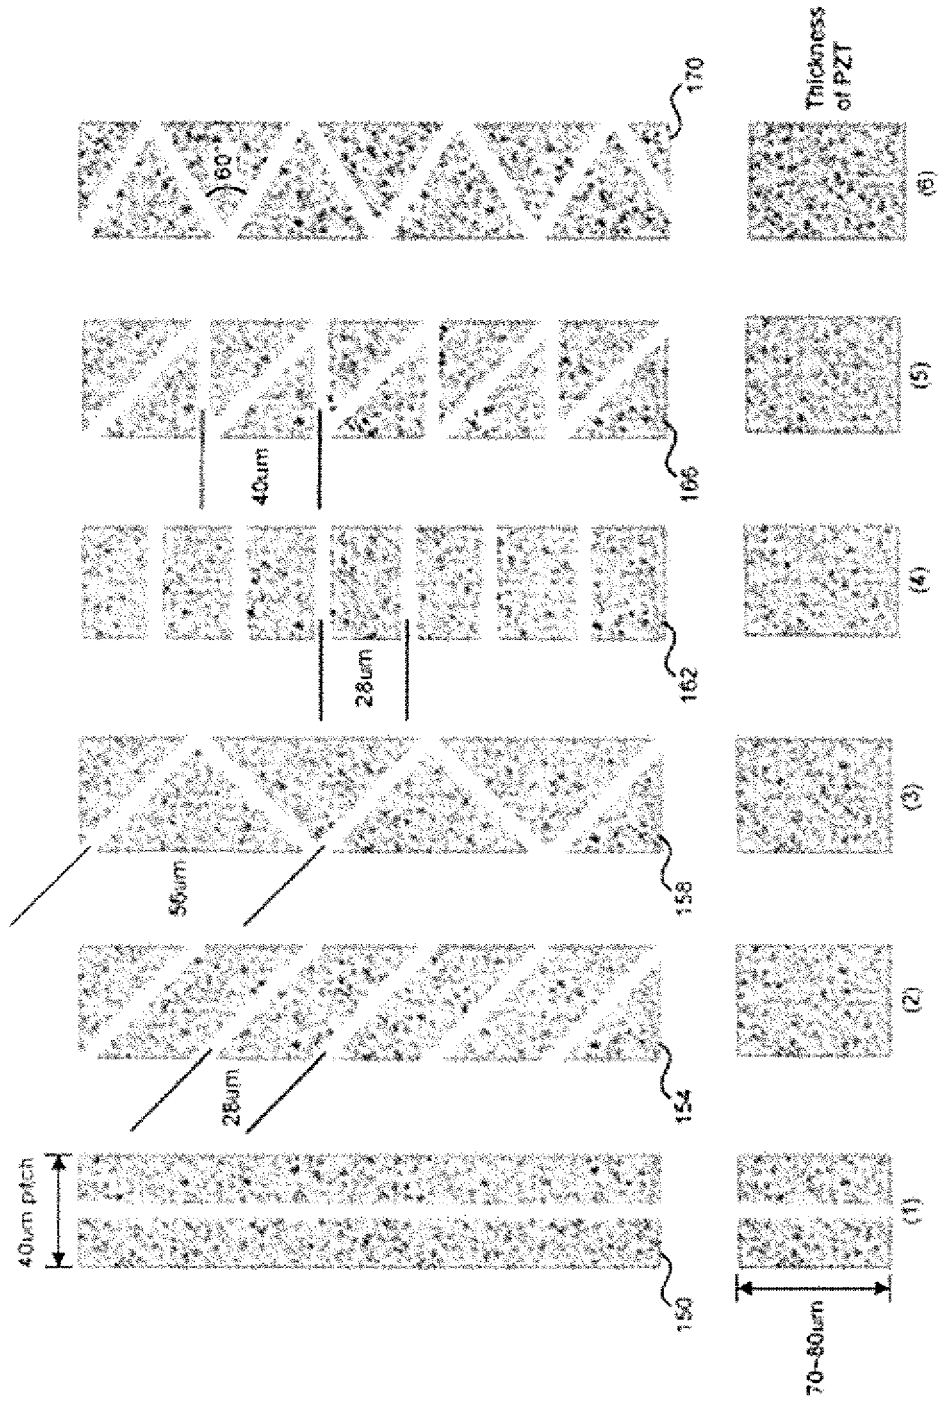 40um pitch
28um
56um
28um
40um
60°
150
154
158
162
166
170
70~80um
Thickness
of PZT
(1)
(2)
(3)
(4)
(5)
(6)